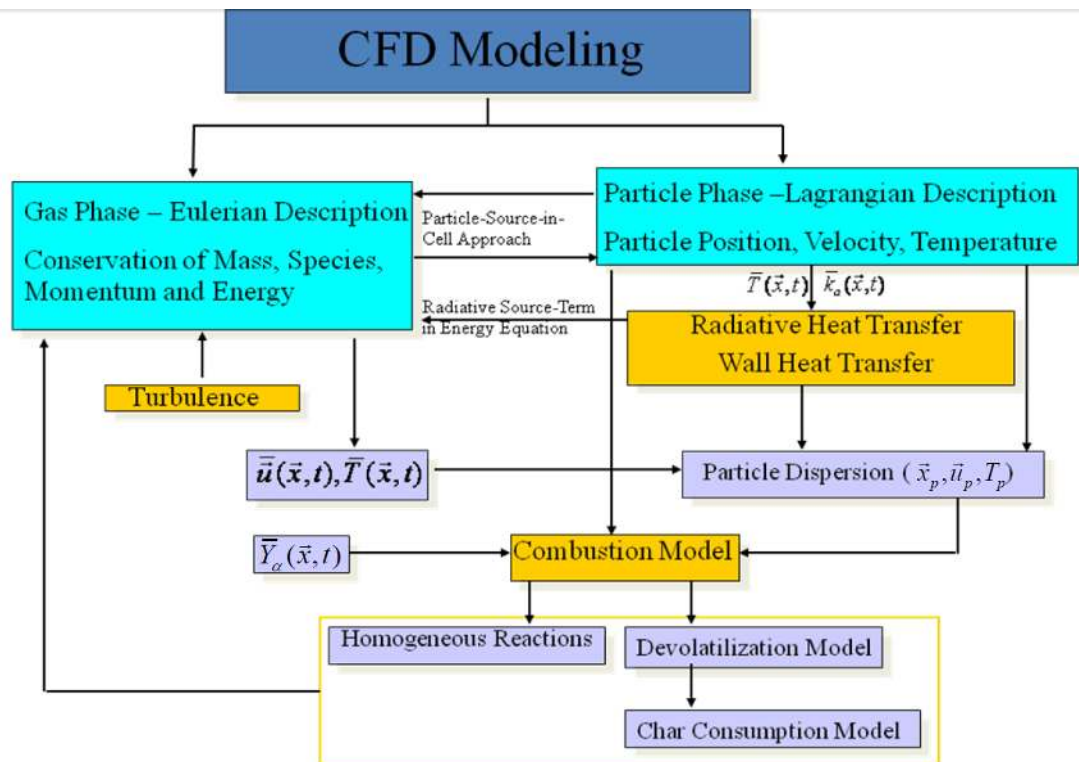 CFD Modeling
Gas Phase – Eulerian Description
Conservation of Mass, Species,
Momentum and Energy
Particle-Source-in-
Cell Approach
Particle Phase –Lagrangian Description
Particle Position, Velocity, Temperature
T̅(x⃗,t) k̅ₐ(x⃗,t)
Radiative Source-Term
in Energy Equation
Radiative Heat Transfer
Wall Heat Transfer
Turbulence
u̅⃗(x⃗,t),T̅(x⃗,t)
Particle Dispersion ( x⃗ₚ,u⃗ₚ,Tₚ)
Y̅_α(x⃗,t)
Combustion Model
Homogeneous Reactions
Devolatilization Model
Char Consumption Model